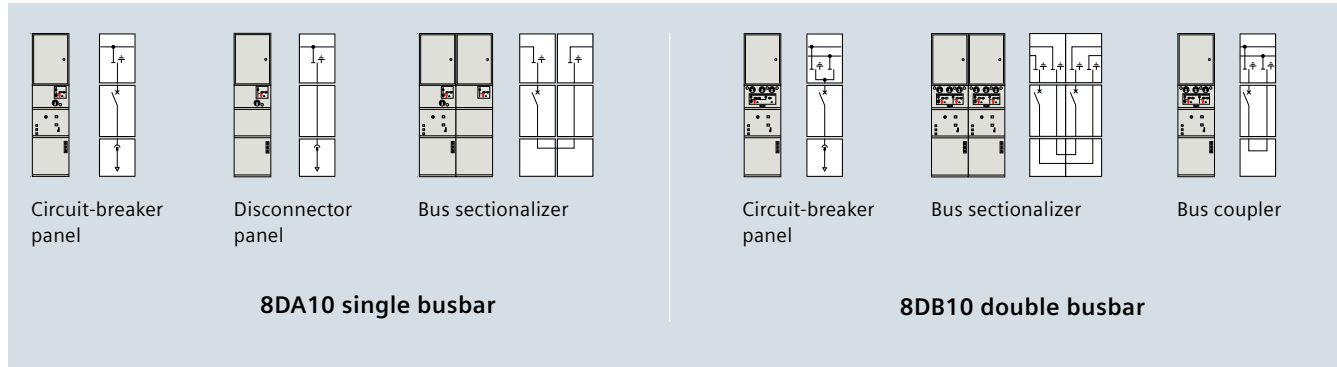 Circuit-breaker
panel
Disconnector
panel
Bus sectionalizer
8DA10 single busbar
Circuit-breaker
panel
Bus sectionalizer
Bus coupler
8DB10 double busbar